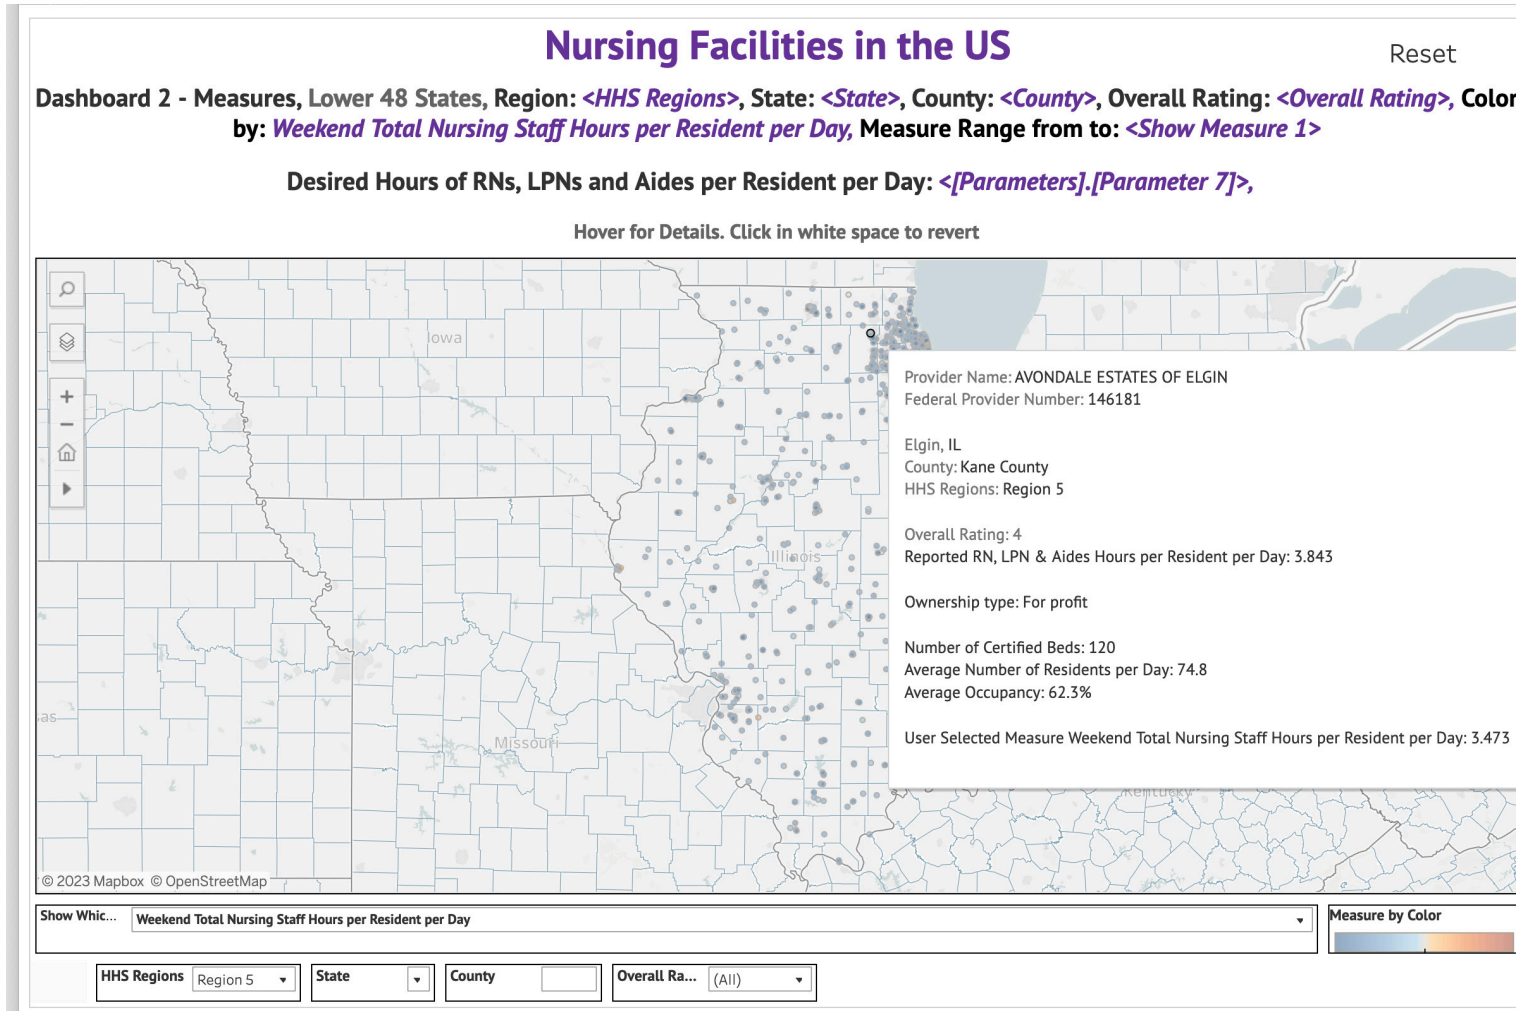 Nursing Facilities in the US
Reset
Dashboard 2 - Measures, Lower 48 States, Region: <HHS Regions>, State: <State>, County: <County>, Overall Rating: <Overall Rating>, Color
by: Weekend Total Nursing Staff Hours per Resident per Day, Measure Range from to: <Show Measure 1>
Desired Hours of RNs, LPNs and Aides per Resident per Day: <[Parameters].[Parameter 7]>,
Hover for Details. Click in white space to revert
Iowa
Illinois
Missouri
as
Kentucky
Provider Name: AVONDALE ESTATES OF ELGIN
Federal Provider Number: 146181
Elgin, IL
County: Kane County
HHS Regions: Region 5
Overall Rating: 4
Reported RN, LPN & Aides Hours per Resident per Day: 3.843
Ownership type: For profit
Number of Certified Beds: 120
Average Number of Residents per Day: 74.8
Average Occupancy: 62.3%
User Selected Measure Weekend Total Nursing Staff Hours per Resident per Day: 3.473
© 2023 Mapbox © OpenStreetMap
Show Whic... Weekend Total Nursing Staff Hours per Resident per Day
Measure by Color
HHS Regions Region 5
State
County
Overall Ra... (All)